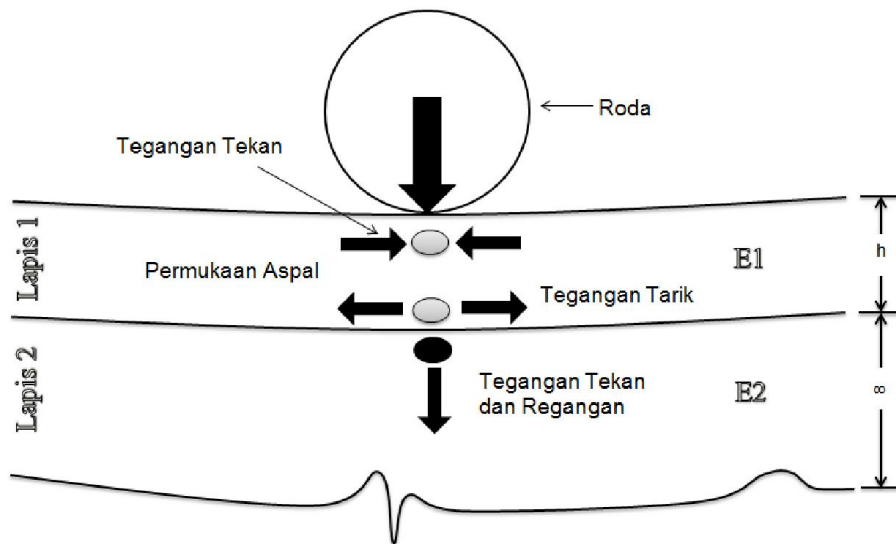 Roda
Tegangan Tekan
Lapis 1
Permukaan Aspal
E1
h
Tegangan Tarik
Lapis 2
Tegangan Tekan
dan Regangan
E2
∞